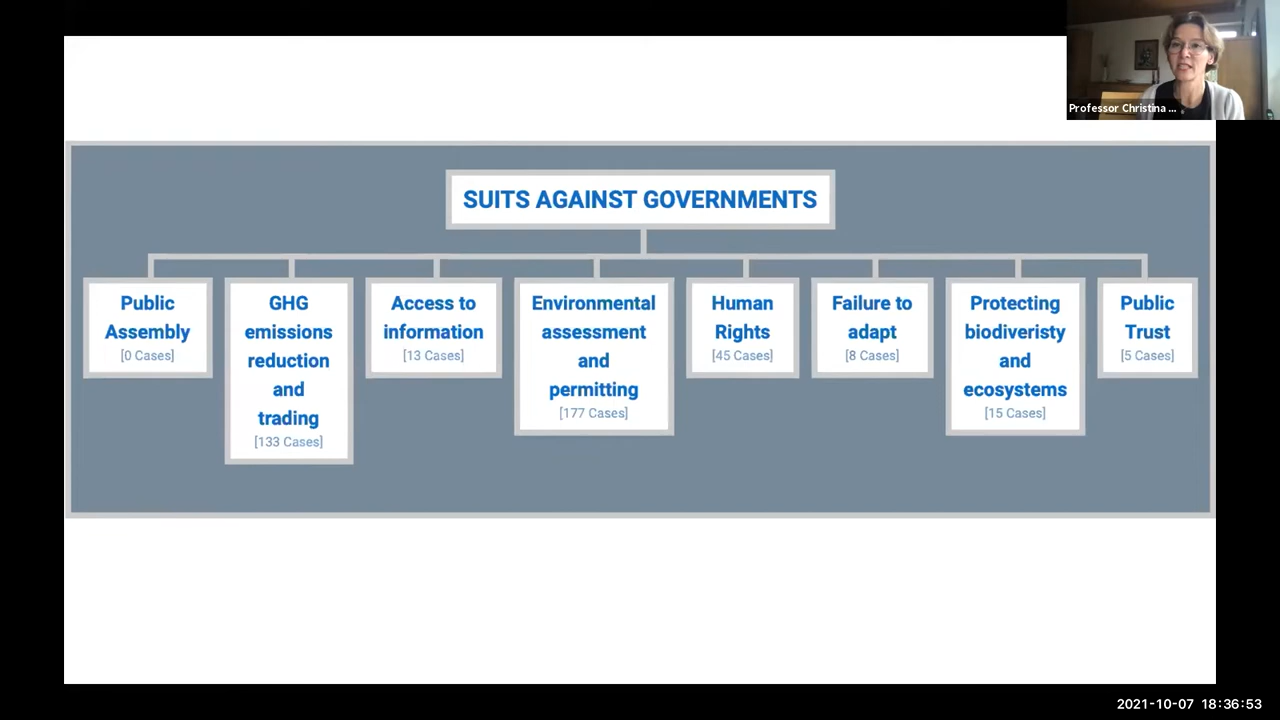 Professor Christina ...
SUITS AGAINST GOVERNMENTS
Public
Assembly
[0 Cases]
GHG
emissions
reduction
and
trading
[133 Cases]
Access to
information
[13 Cases]
Environmental
assessment
and
permitting
[177 Cases]
Human
Rights
[45 Cases]
Failure to
adapt
[8 Cases]
Protecting
biodiveristy
and
ecosystems
[15 Cases]
Public
Trust
[5 Cases]
2021-10-07 18:36:53